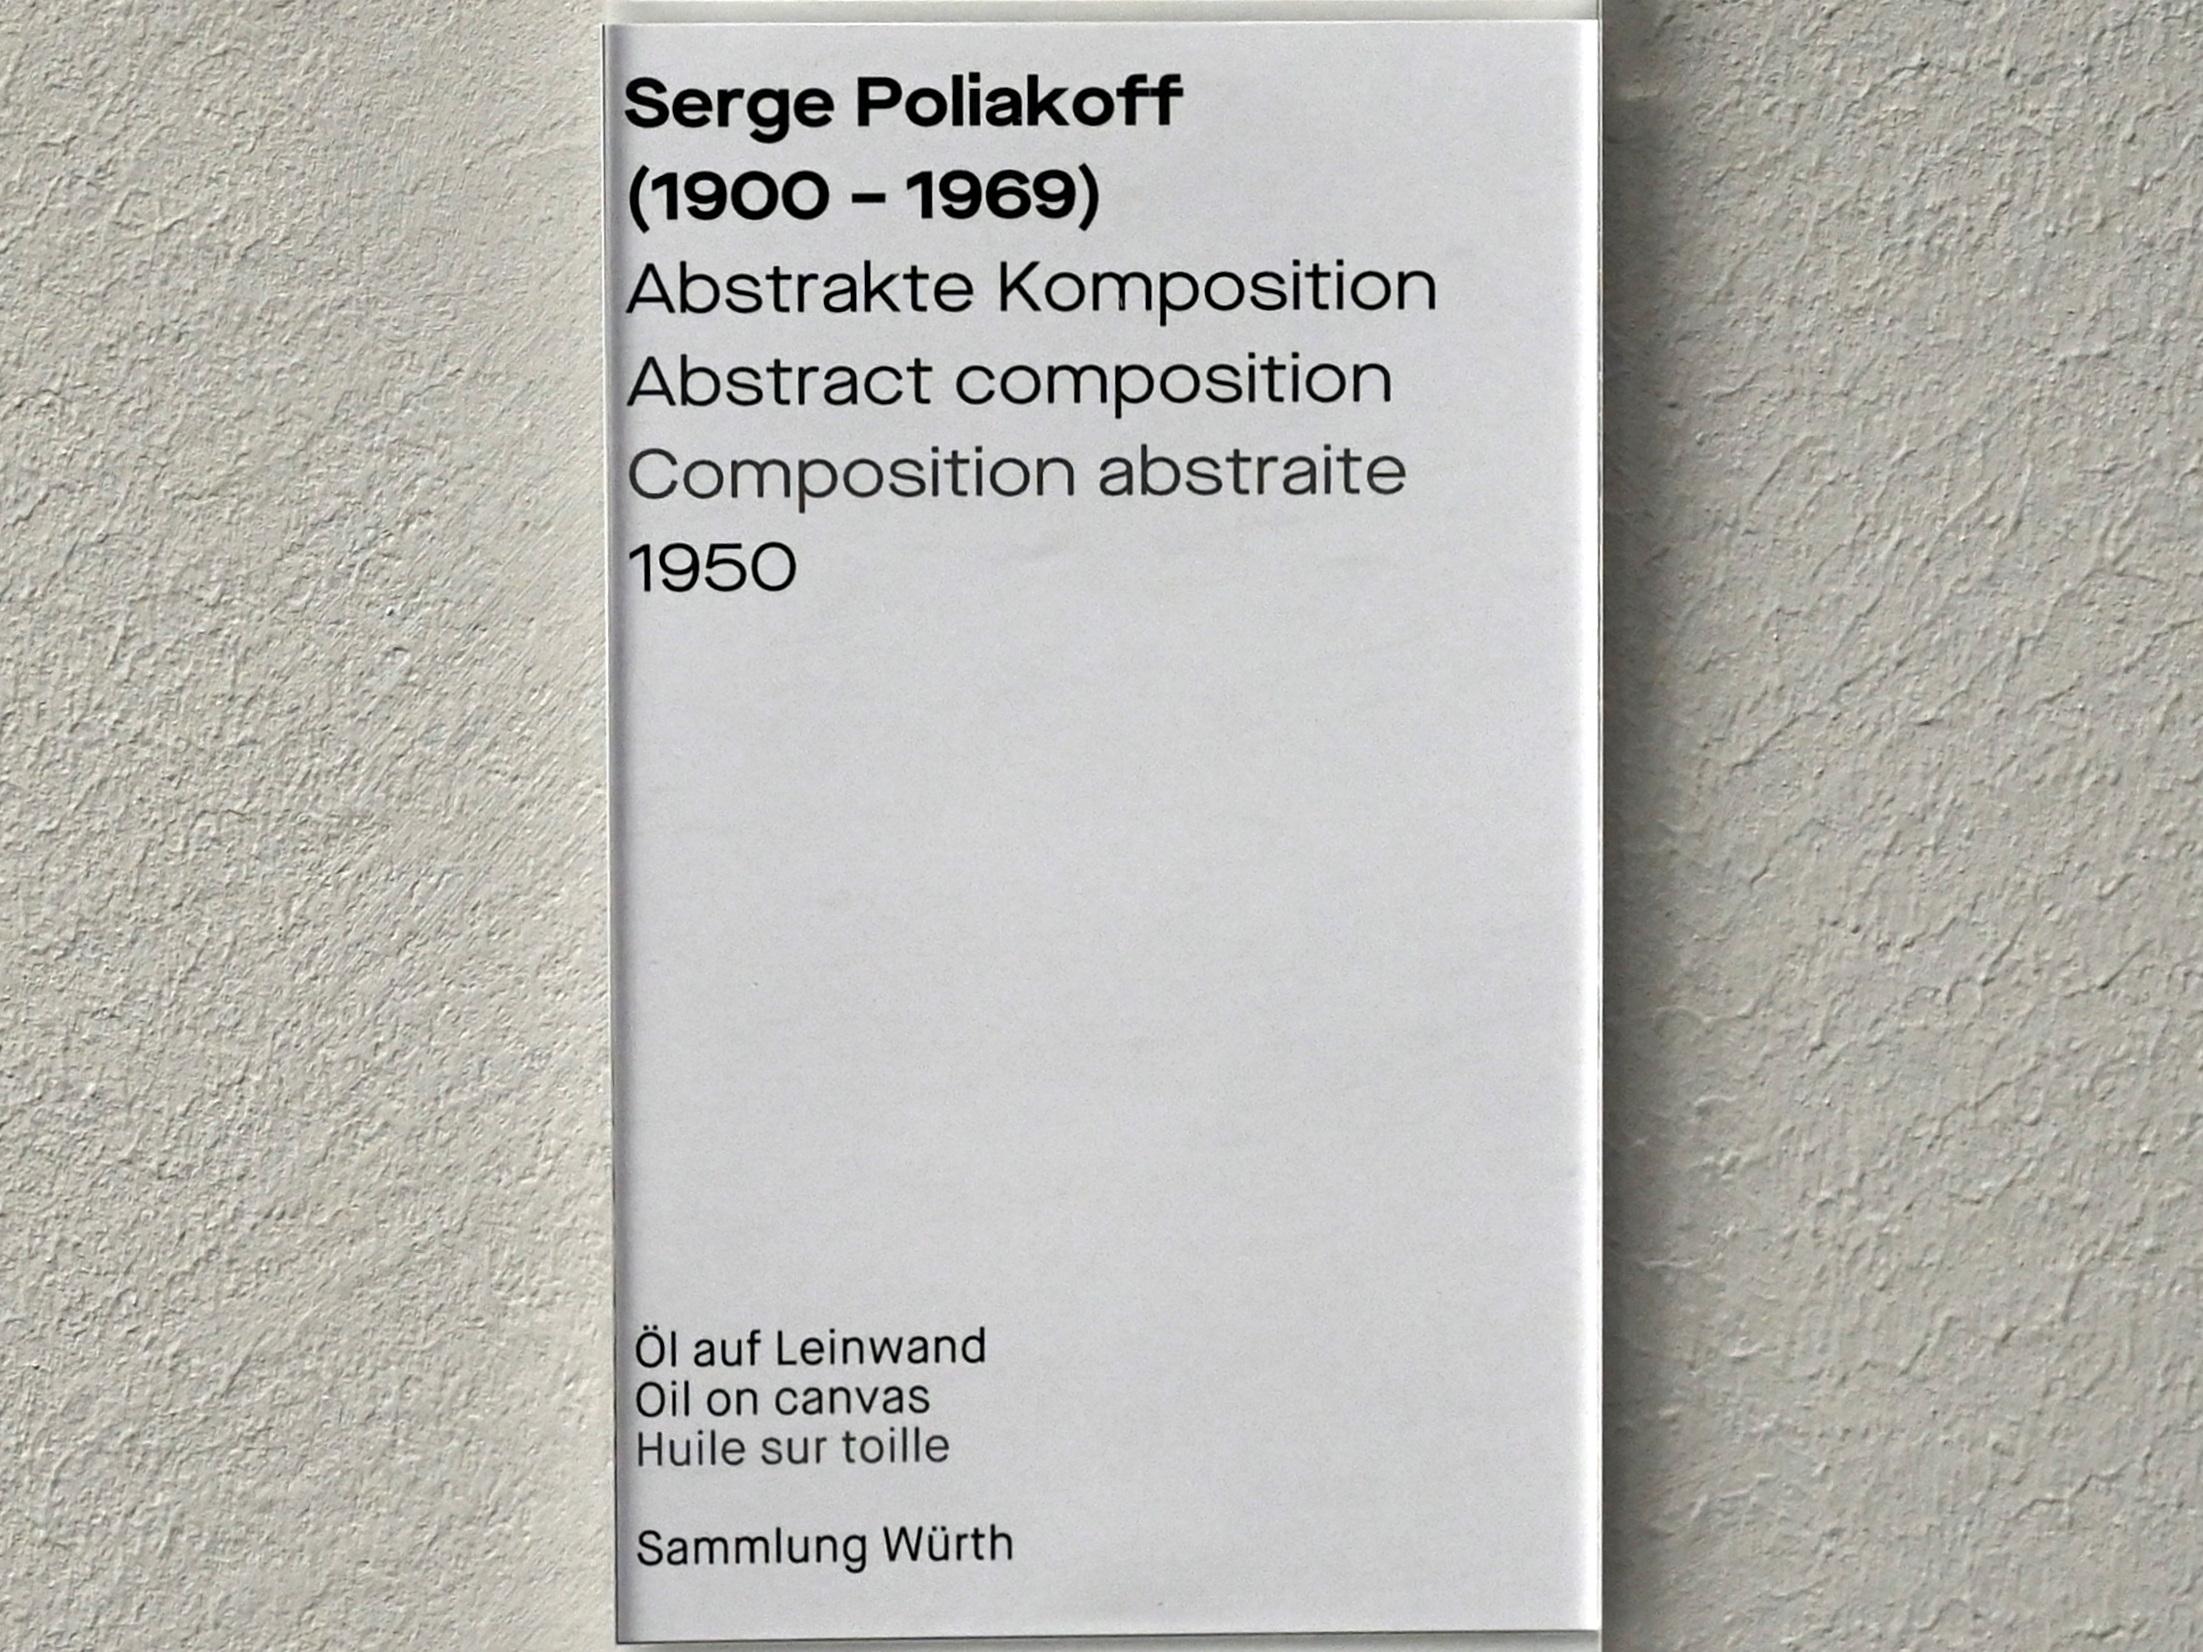 Serge Poliakoff
(1900 – 1969)
Abstrakte Komposition
Abstract composition
Composition abstraite
1950
Öl auf Leinwand
Oil on canvas
Huile sur toille
Sammlung Würth